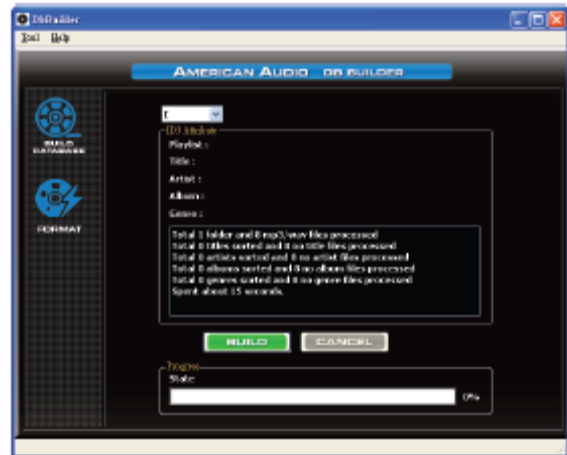 DbBuilder
Tool Help
AMERICAN AUDIO DB BUILDER
BUILD
DATABASE
FORMAT
ID3 Attribute
Playlist :
Title :
Artist :
Album :
Genre :
Total 1 folder and 8 mp3/wav files processed
Total 0 titles sorted and 8 no title files processed
Total 0 artists sorted and 8 no artist files processed
Total 0 albums sorted and 8 no album files processed
Total 0 genres sorted and 8 no genre files processed
Spent about 15 seconds.
BUILD CANCEL
Progress
State
0%